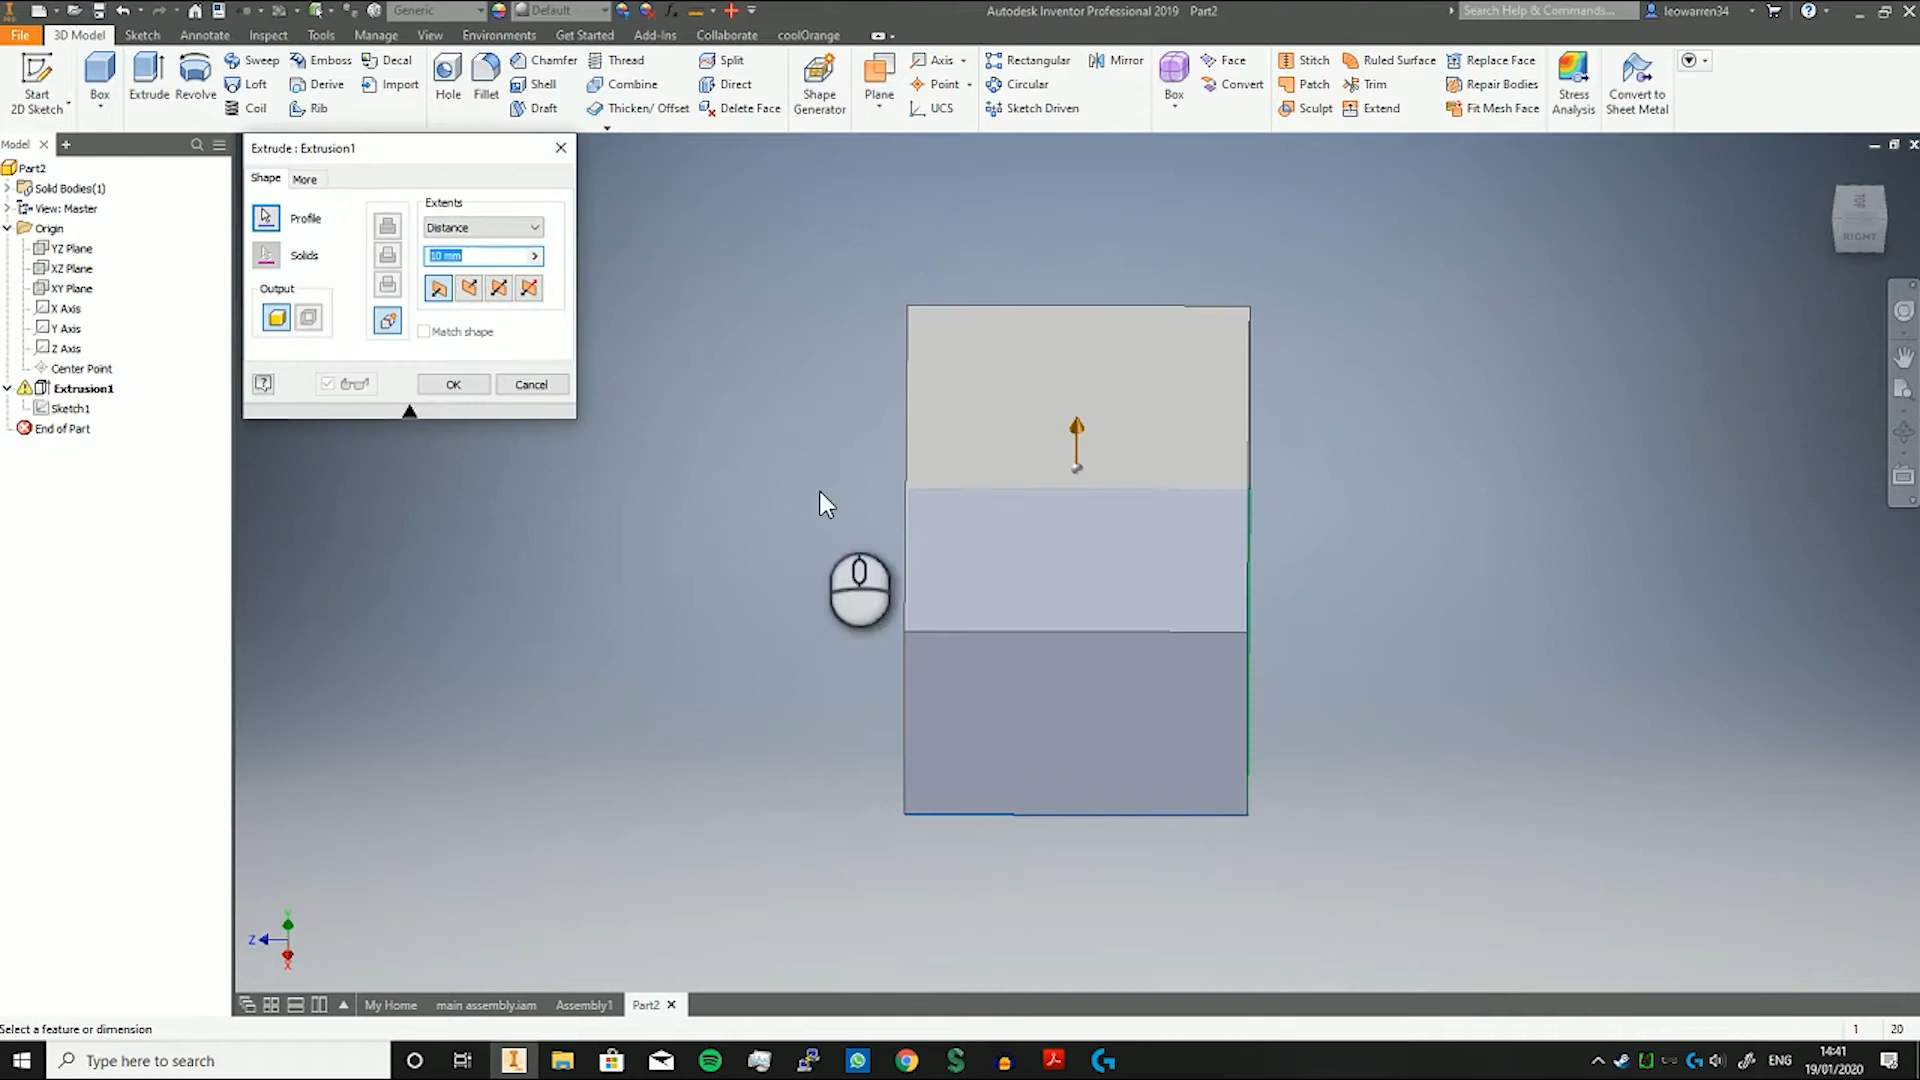 Generic
Default
Autodesk Inventor Professional 2019 Part2
Search Help & Commands...
leowarren34
File
3D Model
Sketch
Annotate
Inspect
Tools
Manage
View
Environments
Get Started
Add-Ins
Collaborate
coolOrange
Start
2D Sketch
Box
Extrude
Revolve
Sweep
Loft
Coil
Emboss
Derive
Rib
Decal
Import
Hole
Fillet
Chamfer
Shell
Draft
Thread
Combine
Thicken/ Offset
Split
Direct
Delete Face
Shape
Generator
Plane
Axis
Point
UCS
Rectangular
Circular
Sketch Driven
Mirror
Box
Face
Convert
Stitch
Patch
Sculpt
Ruled Surface
Trim
Extend
Replace Face
Repair Bodies
Fit Mesh Face
Stress
Analysis
Convert to
Sheet Metal
Model
Part2
Solid Bodies(1)
View: Master
Origin
YZ Plane
XZ Plane
XY Plane
X Axis
Y Axis
Z Axis
Center Point
Extrusion1
Sketch1
End of Part
Extrude : Extrusion1
Shape
More
Profile
Solids
Output
Extents
Distance
10 mm
Match shape
OK
Cancel
TOP
RIGHT
Y
Z
X
My Home
main assembly.iam
Assembly1
Part2
Select a feature or dimension
1
20
Type here to search
ENG
14:41
19/01/2020